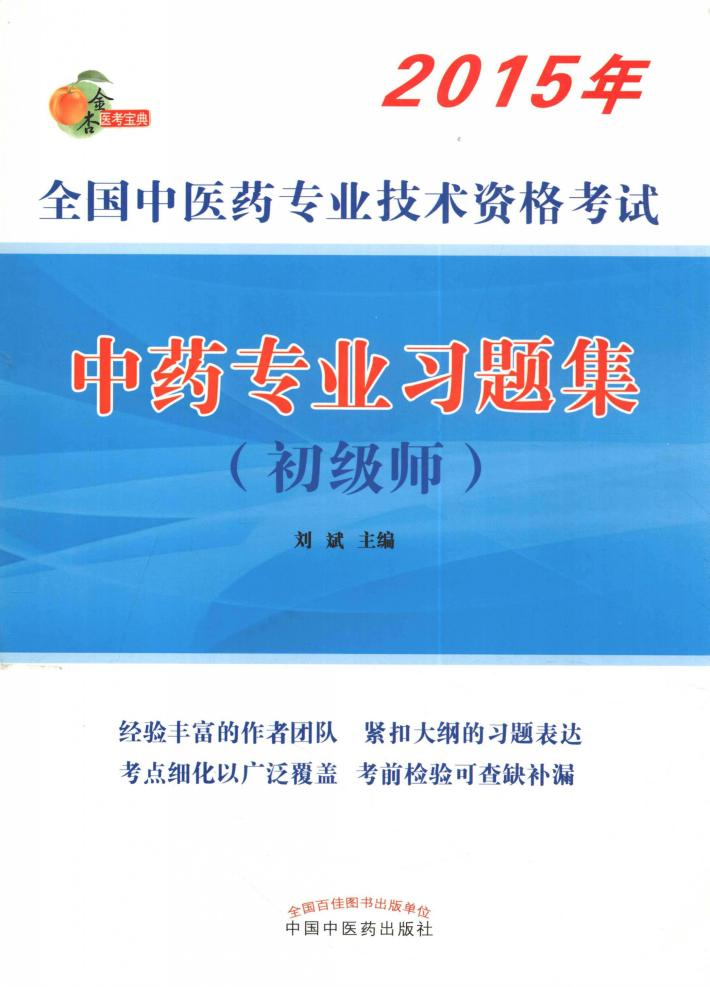 2015年
金杏
医考宝典
全国中医药专业技术资格考试
中药专业习题集
（初级师）
刘 斌 主编
经验丰富的作者团队 紧扣大纲的习题表达
考点细化以广泛覆盖 考前检验可查缺补漏
全国百佳图书出版单位
中国中医药出版社